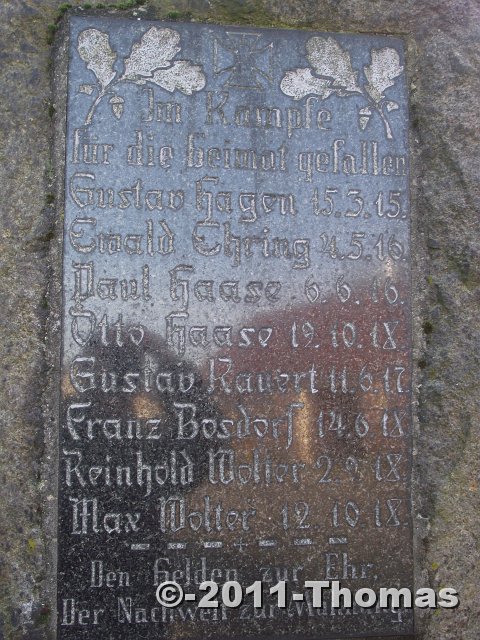 Im Kampfe
für die Heimat gefallen
Gustav Hagen 15.3.15.
Ewald Ehring 4.5.16.
Paul Haase 6.6.16.
Otto Haase 19.10.18.
Gustav Rauert 11.6.17.
Franz Bosdorf 14.6.18.
Reinhold Wolter 2.9.18.
Max Wolter 12.10.18.
Den Helden zur Ehr,
Der Nachwelt zur
©-2011-Thomas